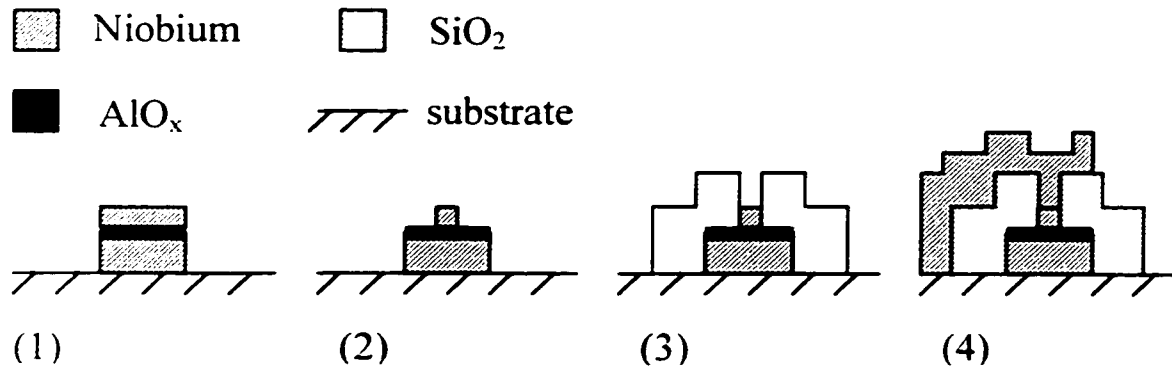 Niobium SiO₂
AlOₓ substrate
(1) (2) (3) (4)